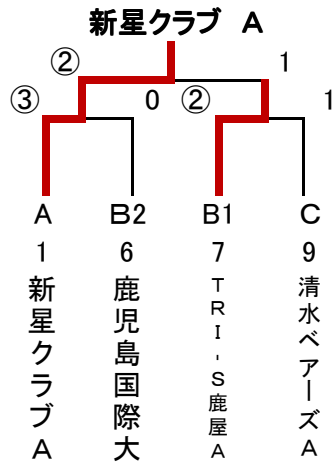 新星クラブ A
② 1
③ 0 ② 1
A B2 B1 C
1 6 7 9
新星クラブA
鹿児島国際大
TRI-S鹿屋A
清水ベアーズA